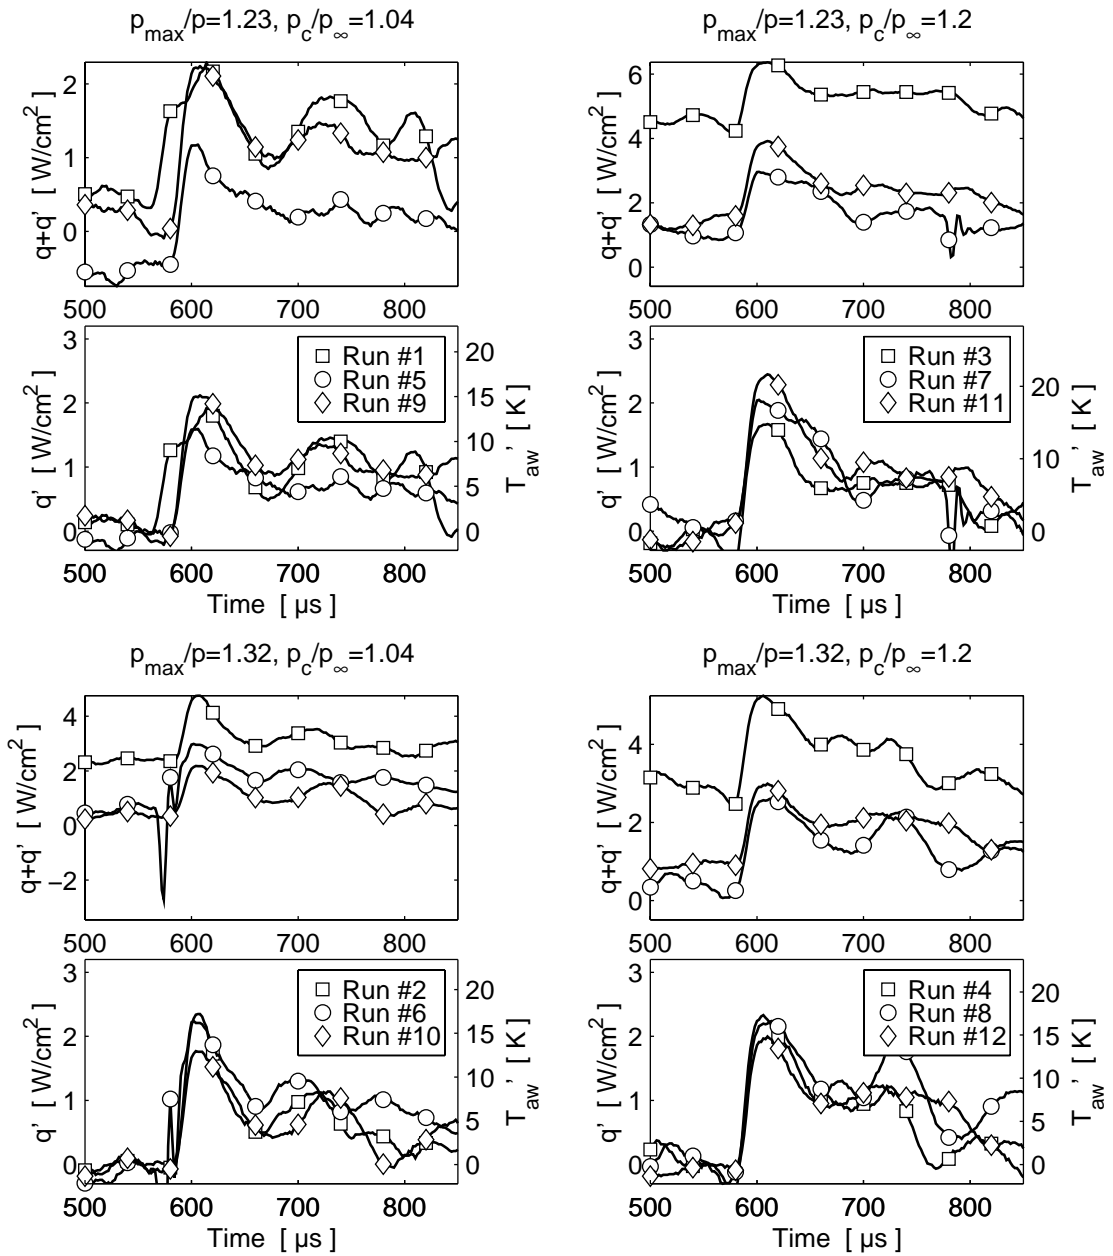 p_max/p=1.23, p_c/p_∞=1.04
q+q’ [ W/cm²]
2
1
0
500 600 700 800
q’ [ W/cm²]
3
2
1
0
Run #1
Run #5
Run #9
20
15
10
5
0
T_aw’ [ K]
500 600 700 800
Time [ µs]
p_max/p=1.23, p_c/p_∞=1.2
q+q’ [ W/cm²]
6
4
2
0
500 600 700 800
q’ [ W/cm²]
3
2
1
0
Run #3
Run #7
Run #11
20
10
0
T_aw’ [ K]
500 600 700 800
Time [ µs]
p_max/p=1.32, p_c/p_∞=1.04
q+q’ [ W/cm²]
4
2
0
−2
500 600 700 800
q’ [ W/cm²]
3
2
1
0
Run #2
Run #6
Run #10
20
15
10
5
0
T_aw’ [ K]
500 600 700 800
Time [ µs]
p_max/p=1.32, p_c/p_∞=1.2
q+q’ [ W/cm²]
4
2
0
500 600 700 800
q’ [ W/cm²]
3
2
1
0
Run #4
Run #8
Run #12
20
15
10
5
0
T_aw’ [ K]
500 600 700 800
Time [ µs]